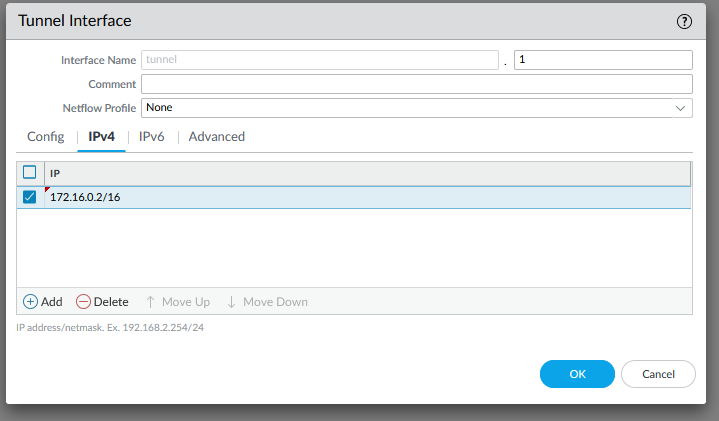 Tunnel Interface
Interface Name tunnel . 1
Comment
Netflow Profile None
Config IPv4 IPv6 Advanced
IP
172.16.0.2/16
Add Delete Move Up Move Down
IP address/netmask. Ex. 192.168.2.254/24
OK Cancel